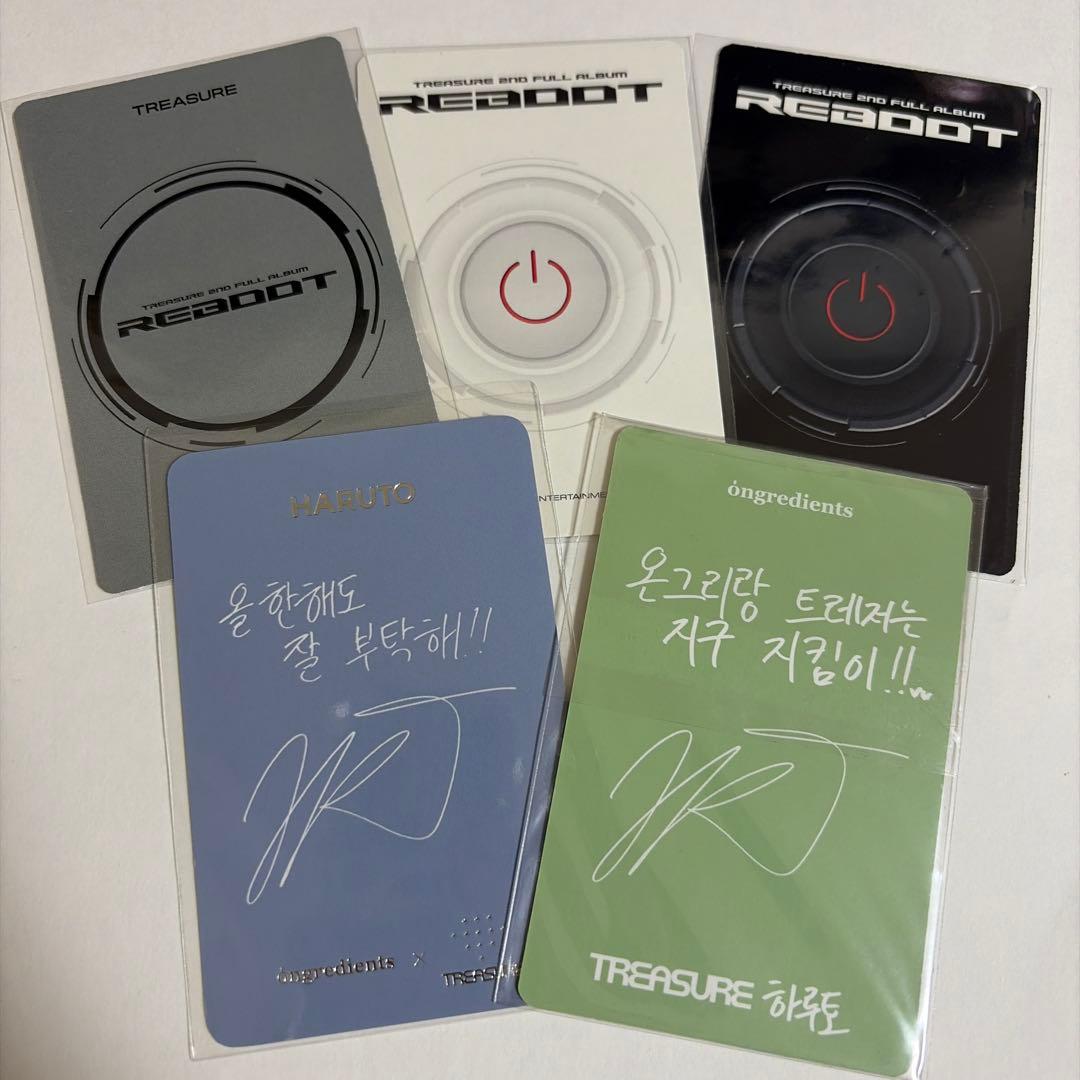 TREASURE
TREASURE 2ND FULL ALBUM
REBOOT
TREASURE 2ND FULL ALBUM
REBOOT
TREASURE 2ND FULL ALBUM
REBOOT
HARUTO
올 한해도
잘 부탁해!!
ongredients × TREASURE
ongredients
온그리랑 트레저는
지구 지킴이!!
TREASURE 하루토